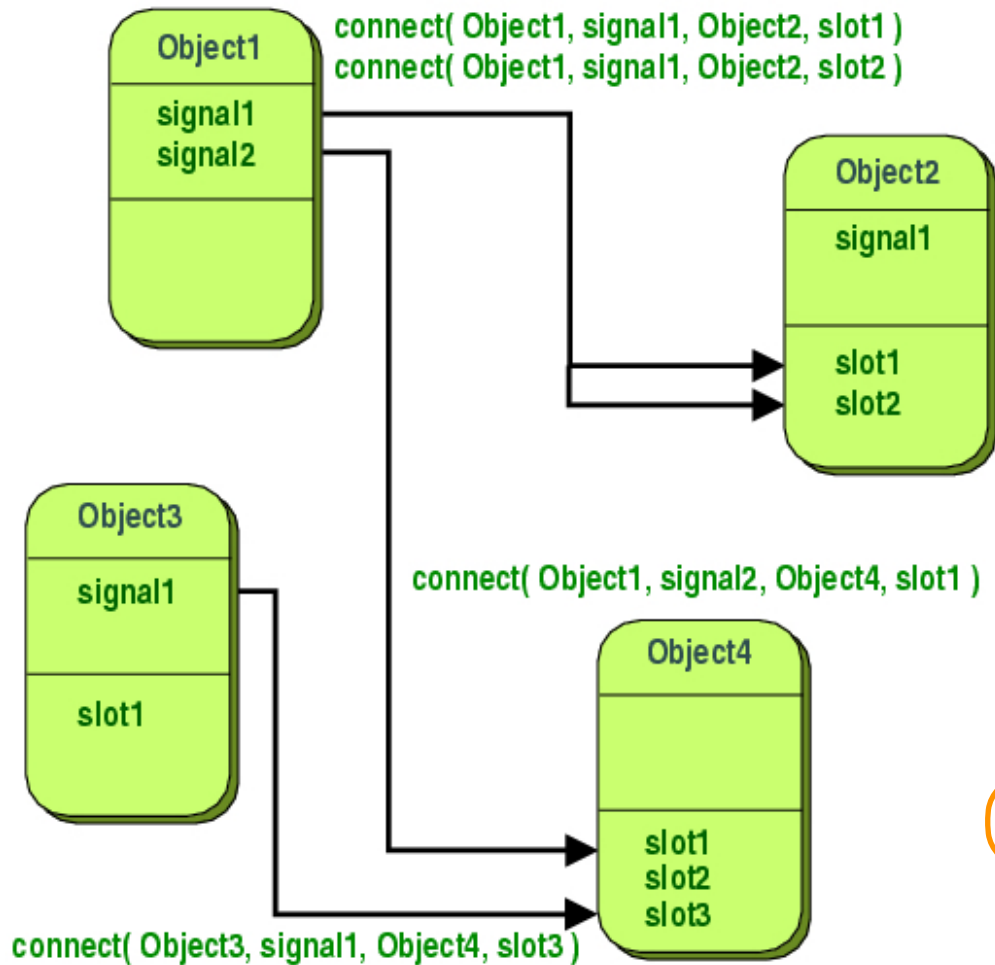 Object1
signal1
signal2
connect( Object1, signal1, Object2, slot1 )
connect( Object1, signal1, Object2, slot2 )
Object2
signal1
slot1
slot2
Object3
signal1
slot1
connect( Object1, signal2, Object4, slot1 )
Object4
slot1
slot2
slot3
connect( Object3, signal1, Object4, slot3 )